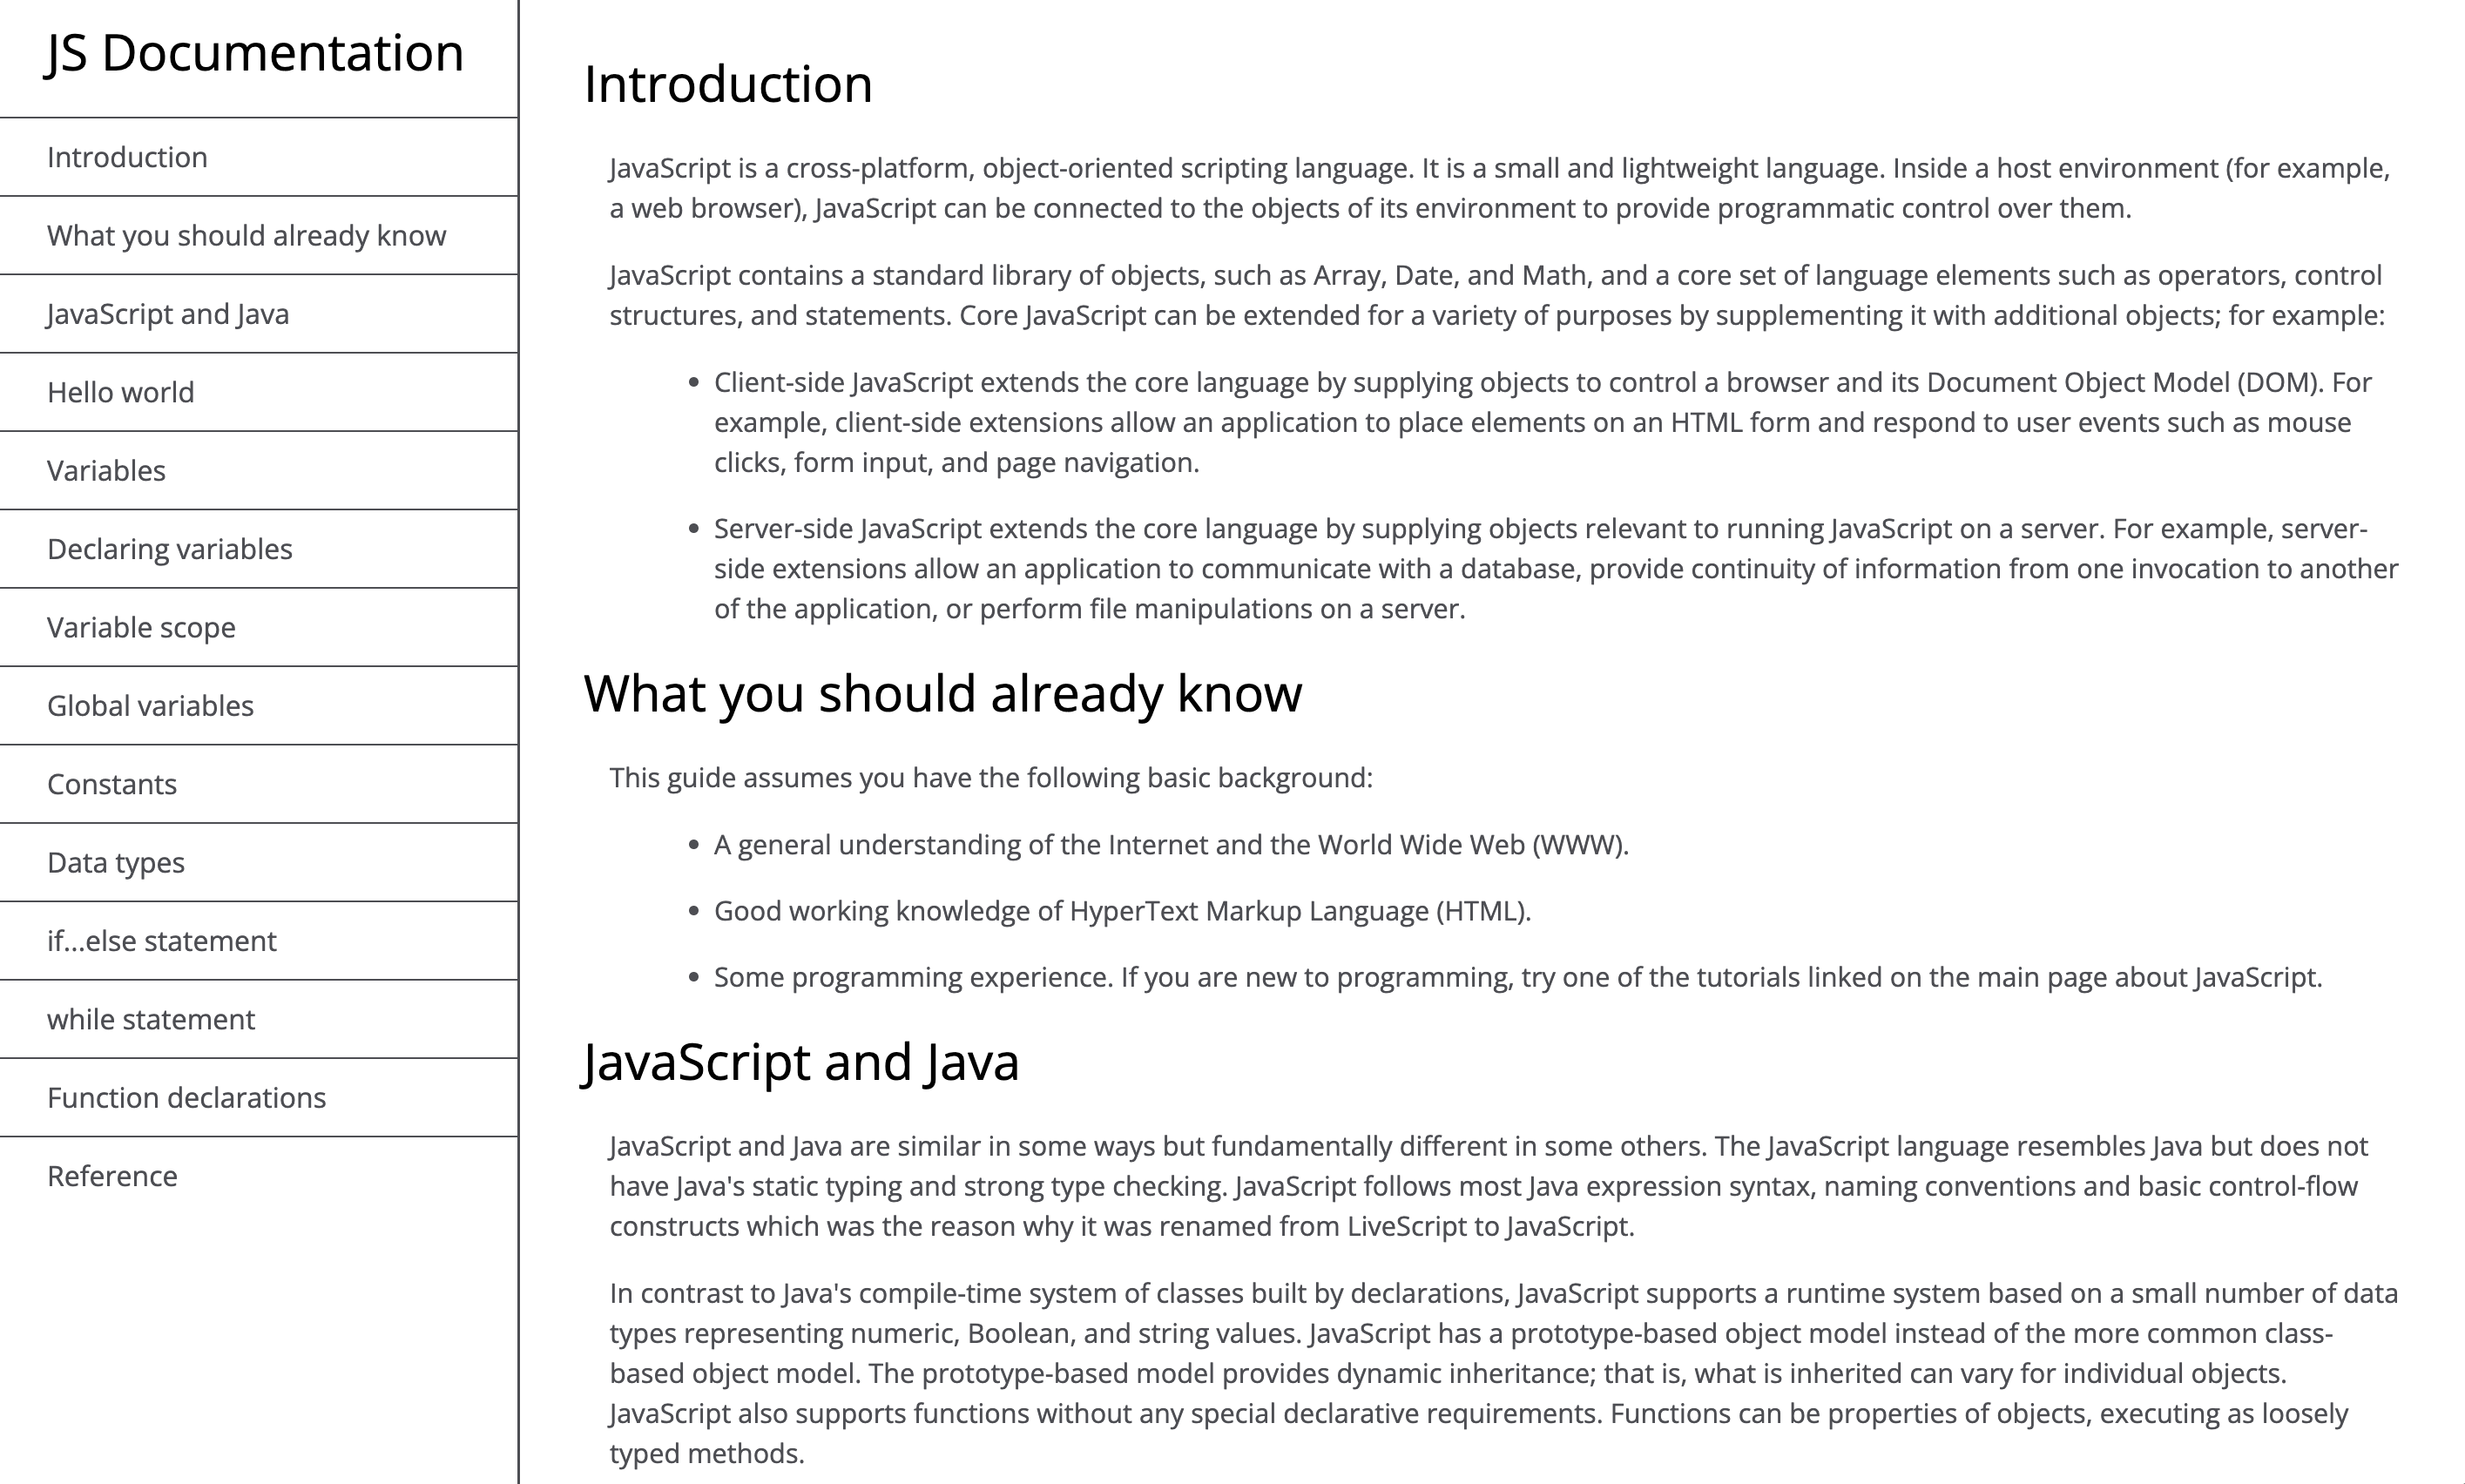 JS Documentation
Introduction
What you should already know
JavaScript and Java
Hello world
Variables
Declaring variables
Variable scope
Global variables
Constants
Data types
if...else statement
while statement
Function declarations
Reference
Introduction
JavaScript is a cross-platform, object-oriented scripting language. It is a small and lightweight language. Inside a host environment (for example,
a web browser), JavaScript can be connected to the objects of its environment to provide programmatic control over them.
JavaScript contains a standard library of objects, such as Array, Date, and Math, and a core set of language elements such as operators, control
structures, and statements. Core JavaScript can be extended for a variety of purposes by supplementing it with additional objects; for example:
• Client-side JavaScript extends the core language by supplying objects to control a browser and its Document Object Model (DOM). For
example, client-side extensions allow an application to place elements on an HTML form and respond to user events such as mouse
clicks, form input, and page navigation.
• Server-side JavaScript extends the core language by supplying objects relevant to running JavaScript on a server. For example, server-
side extensions allow an application to communicate with a database, provide continuity of information from one invocation to another
of the application, or perform file manipulations on a server.
What you should already know
This guide assumes you have the following basic background:
• A general understanding of the Internet and the World Wide Web (WWW).
• Good working knowledge of HyperText Markup Language (HTML).
• Some programming experience. If you are new to programming, try one of the tutorials linked on the main page about JavaScript.
JavaScript and Java
JavaScript and Java are similar in some ways but fundamentally different in some others. The JavaScript language resembles Java but does not
have Java's static typing and strong type checking. JavaScript follows most Java expression syntax, naming conventions and basic control-flow
constructs which was the reason why it was renamed from LiveScript to JavaScript.
In contrast to Java's compile-time system of classes built by declarations, JavaScript supports a runtime system based on a small number of data
types representing numeric, Boolean, and string values. JavaScript has a prototype-based object model instead of the more common class-
based object model. The prototype-based model provides dynamic inheritance; that is, what is inherited can vary for individual objects.
JavaScript also supports functions without any special declarative requirements. Functions can be properties of objects, executing as loosely
typed methods.